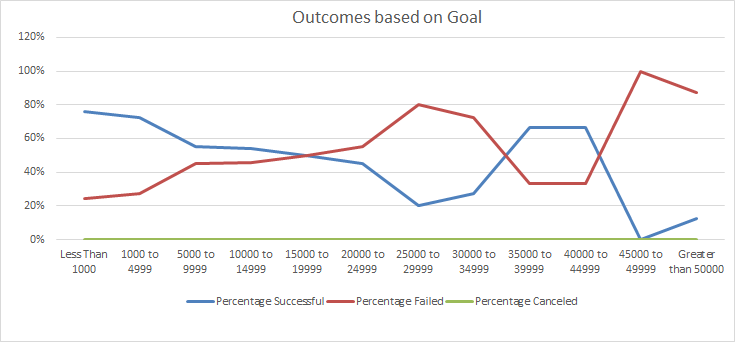 Outcomes based on Goal
120%
100%
80%
60%
40%
20%
0%
Less Than 1000
1000 to 4999
5000 to 9999
10000 to 14999
15000 to 19999
20000 to 24999
25000 to 29999
30000 to 34999
35000 to 39999
40000 to 44999
45000 to 49999
Greater than 50000
Percentage Successful
Percentage Failed
Percentage Canceled